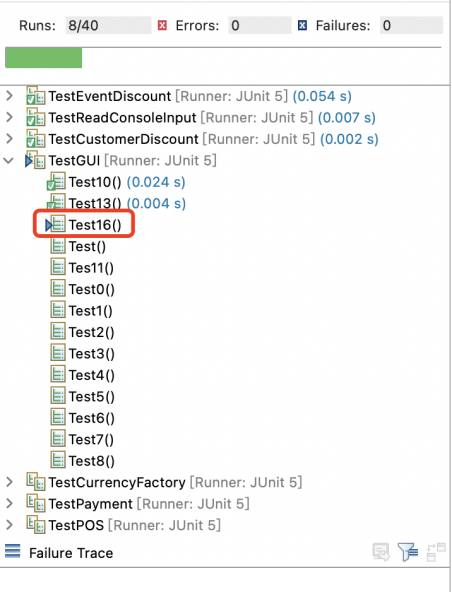 Runs: 8/40 Errors: 0 Failures: 0
TestEventDiscount [Runner: JUnit 5] (0.054 s)
TestReadConsoleInput [Runner: JUnit 5] (0.007 s)
TestCustomerDiscount [Runner: JUnit 5] (0.002 s)
TestGUI [Runner: JUnit 5]
Test10() (0.024 s)
Test13() (0.004 s)
Test16()
Test()
Tes11()
Test0()
Test1()
Test2()
Test3()
Test4()
Test5()
Test6()
Test7()
Test8()
TestCurrencyFactory [Runner: JUnit 5]
TestPayment [Runner: JUnit 5]
TestPOS [Runner: JUnit 5]
Failure Trace